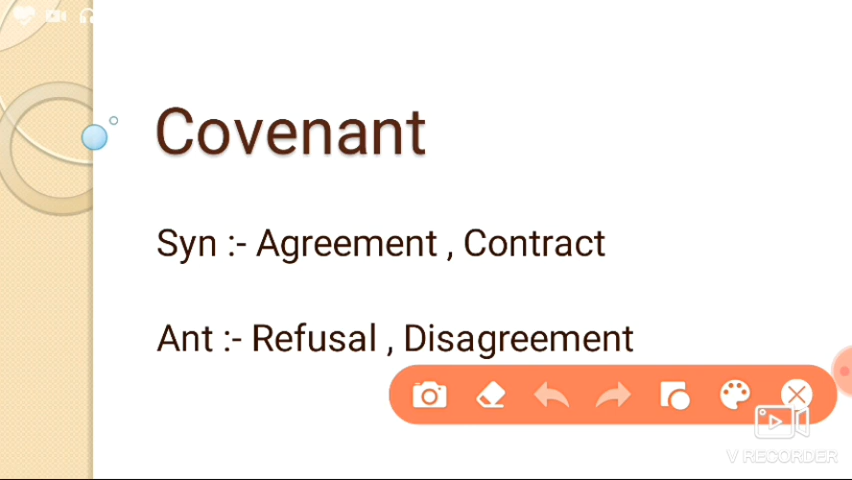 Covenant
Syn :- Agreement , Contract
Ant :- Refusal , Disagreement
V RECORDER